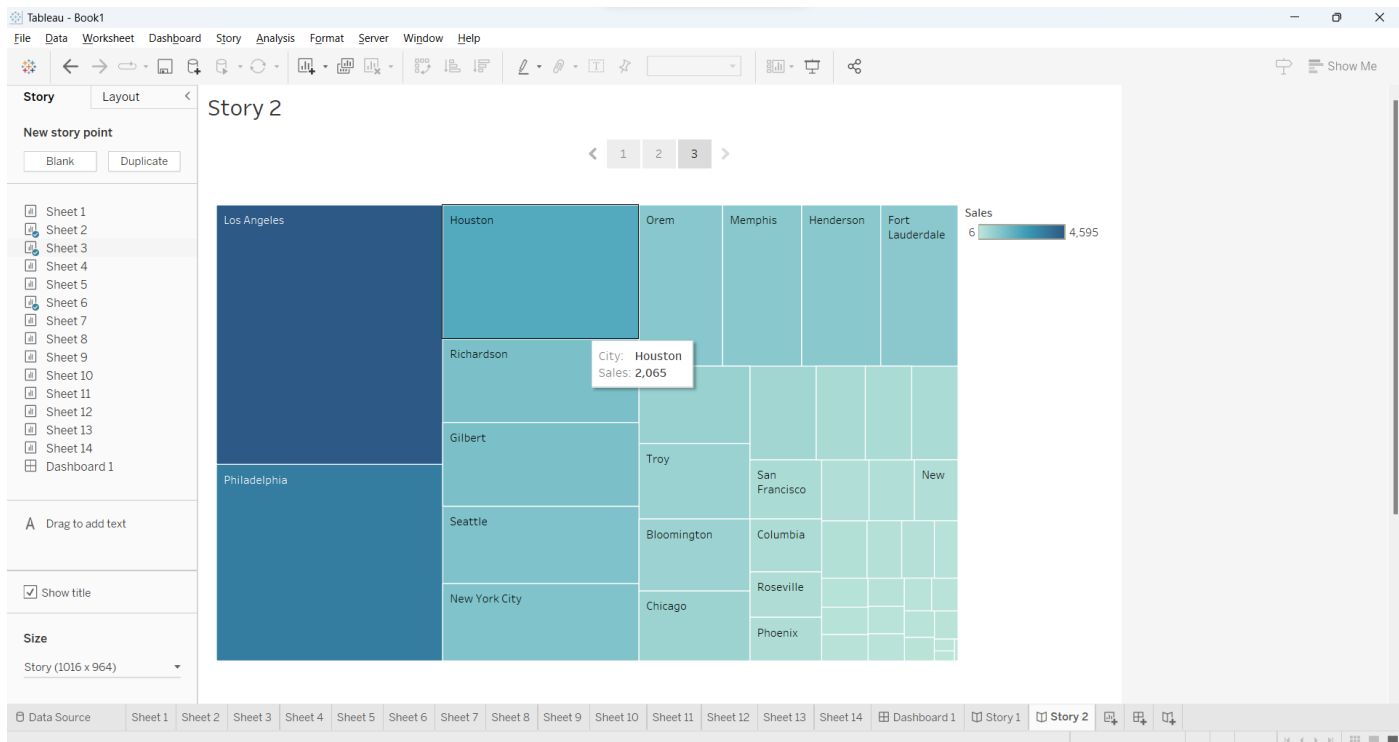 Tableau - Book1
File Data Worksheet Dashboard Story Analysis Format Server Window Help
Show Me
Story Layout
New story point
Blank Duplicate
Sheet 1
Sheet 2
Sheet 3
Sheet 4
Sheet 5
Sheet 6
Sheet 7
Sheet 8
Sheet 9
Sheet 10
Sheet 11
Sheet 12
Sheet 13
Sheet 14
Dashboard 1
A Drag to add text
Show title
Size
Story (1016 x 964)
Story 2
1 2 3
Los Angeles
Philadelphia
Houston
Richardson
Gilbert
Seattle
New York City
City: Houston
Sales: 2,065
Orem
Memphis
Henderson
Fort
Lauderdale
Troy
Bloomington
Chicago
San
Francisco
Columbia
Roseville
Phoenix
New
Sales
6 4,595
Data Source Sheet 1 Sheet 2 Sheet 3 Sheet 4 Sheet 5 Sheet 6 Sheet 7 Sheet 8 Sheet 9 Sheet 10 Sheet 11 Sheet 12 Sheet 13 Sheet 14 Dashboard 1 Story 1 Story 2